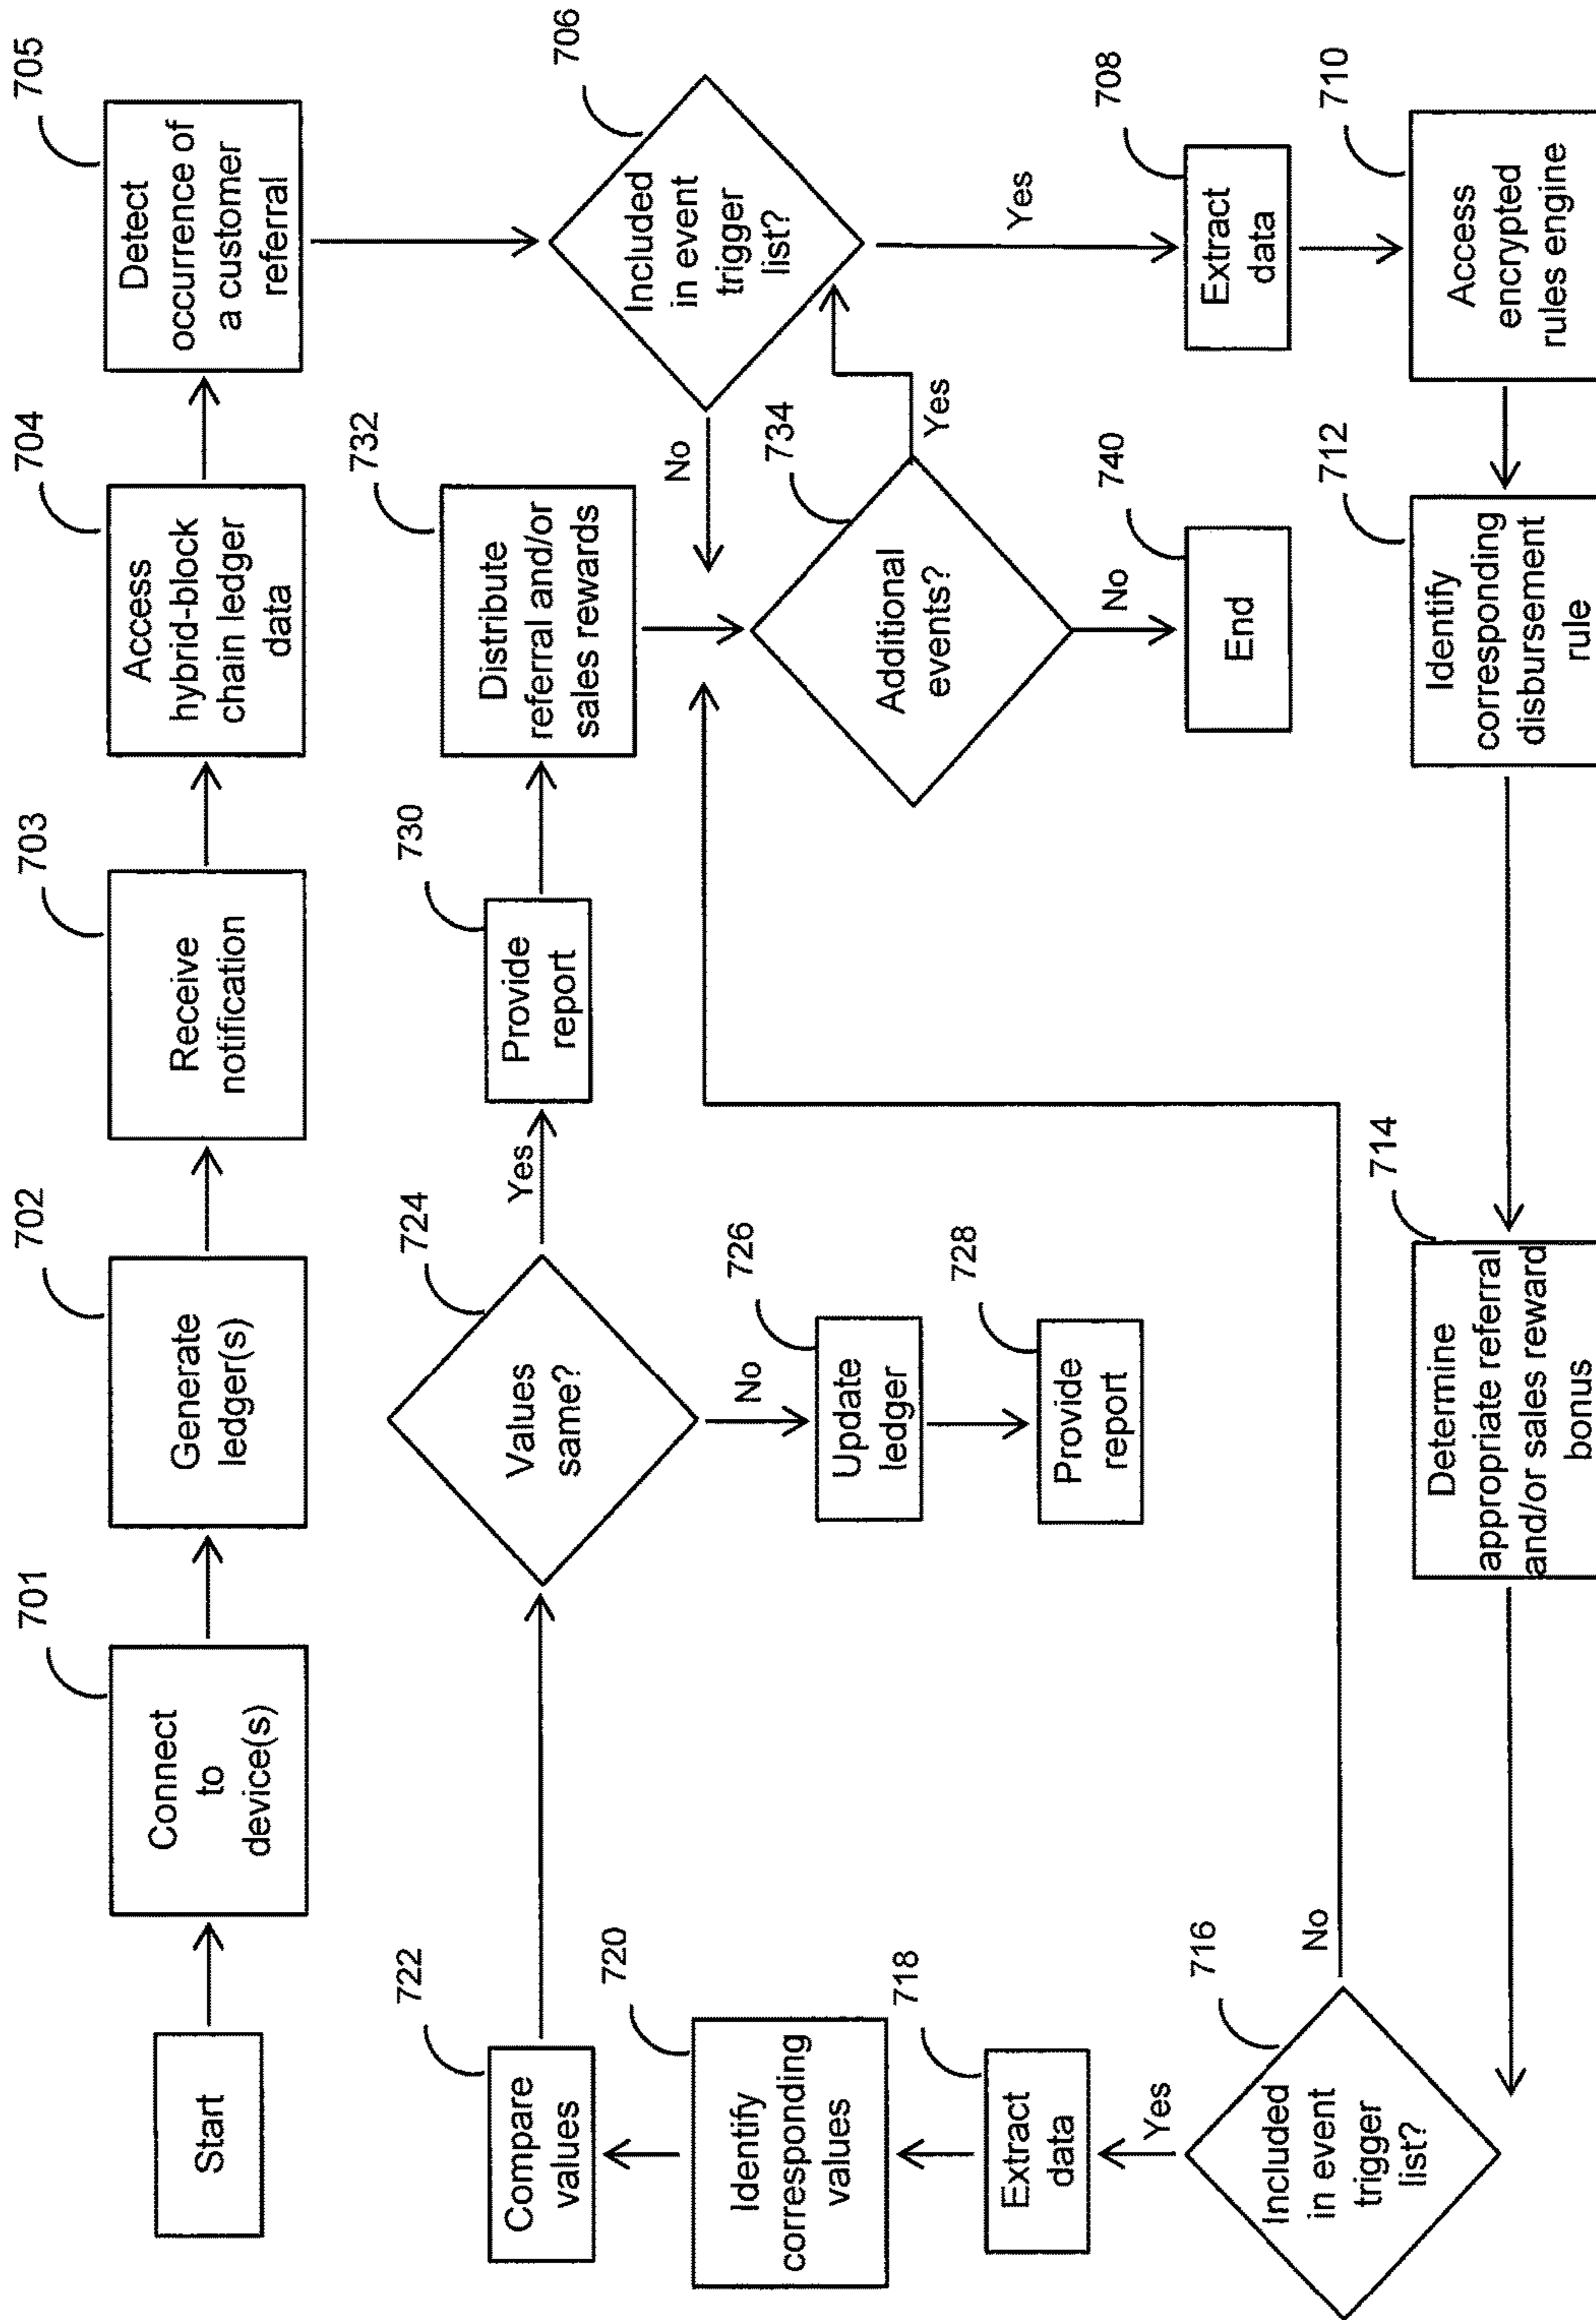 Start
701
Connect
to
device(s)
702
Generate
ledger(s)
703
Receive
notification
704
Access
hybrid-block
chain ledger
data
705
Detect
occurrence of
a customer
referral
706
Included
in event
trigger
list?
No
Yes
708
Extract
data
710
Access
encrypted
rules engine
712
Identify
corresponding
disbursement
rule
714
Determine
appropriate referral
and/or sales reward
bonus
716
Included
in event
trigger
list?
No
Yes
718
Extract
data
720
Identify
corresponding
values
722
Compare
values
724
Values
same?
Yes
No
726
Update
ledger
728
Provide
report
730
Provide
report
732
Distribute
referral and/or
sales rewards
734
Additional
events?
Yes
No
740
End